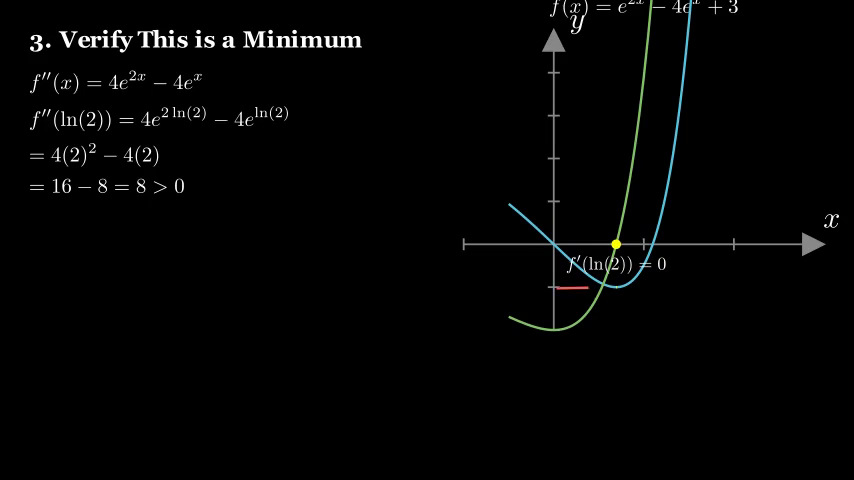 3. Verify This is a Minimum
f''(x) = 4e^{2x} − 4e^x
f''(ln(2)) = 4e^{2 ln(2)} − 4e^{ln(2)}
= 4(2)^2 − 4(2)
= 16 − 8 = 8 > 0
f(x) = e^{2x} − 4e^x + 3
y
x
f'(ln(2)) = 0